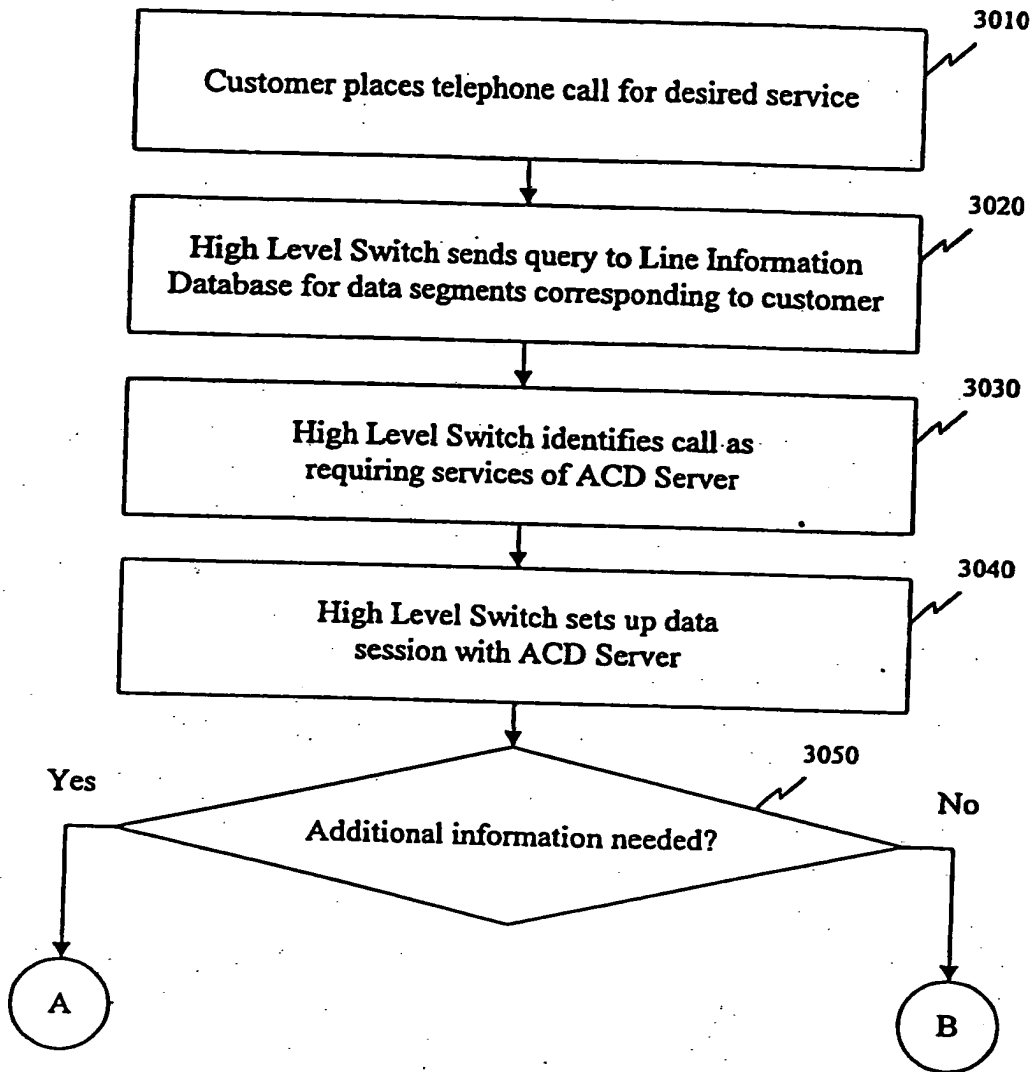 3010
Customer places telephone call for desired service
3020
High Level Switch sends query to Line Information
Database for data segments corresponding to customer
3030
High Level Switch identifies call as
requiring services of ACD Server
3040
High Level Switch sets up data
session with ACD Server
3050
Yes
No
Additional information needed?
A
B